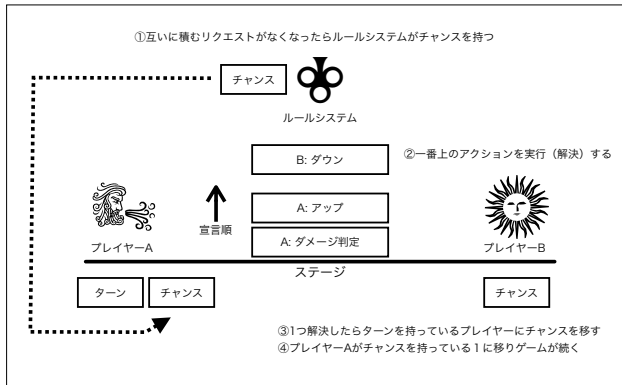 ①互いに積むリクエストがなくなったらルールシステムがチャンスを持つ
チャンス
ルールシステム
B: ダウン
②一番上のアクションを実行（解決）する
A: アップ
宣言順
A: ダメージ判定
プレイヤーA
プレイヤーB
ステージ
ターン
チャンス
チャンス
③1つ解決したらターンを持っているプレイヤーにチャンスを移す
④プレイヤーAがチャンスを持っている１に移りゲームが続く